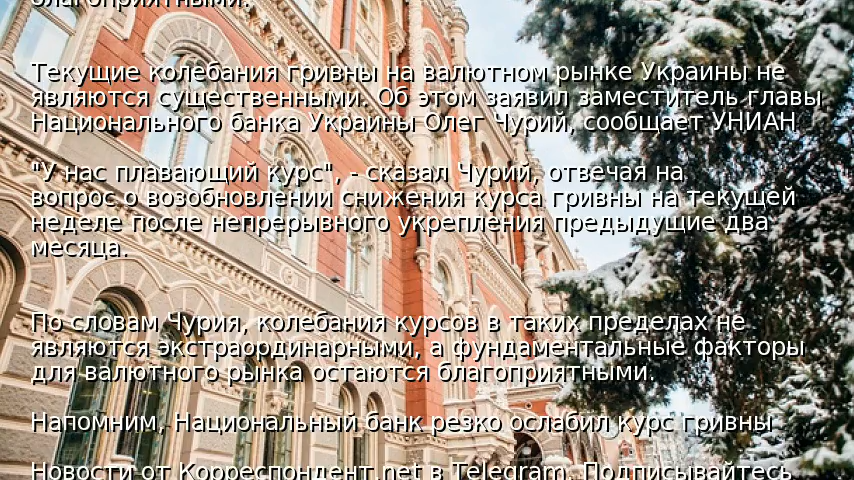 благоприятными.
Текущие колебания гривны на валютном рынке Украины не
являются существенными. Об этом заявил заместитель главы
Национального банка Украины Олег Чурий, сообщает УНИАН
"У нас плавающий курс", - сказал Чурий, отвечая на
вопрос о возобновлении снижения курса гривны на текущей
неделе после непрерывного укрепления предыдущие два
месяца.
По словам Чурия, колебания курсов в таких пределах не
являются экстраординарными, а фундаментальные факторы
для валютного рынка остаются благоприятными.
Напомним, Национальный банк резко ослабил курс гривны
Новости от Корреспондент.net в Telegram. Подписывайтесь